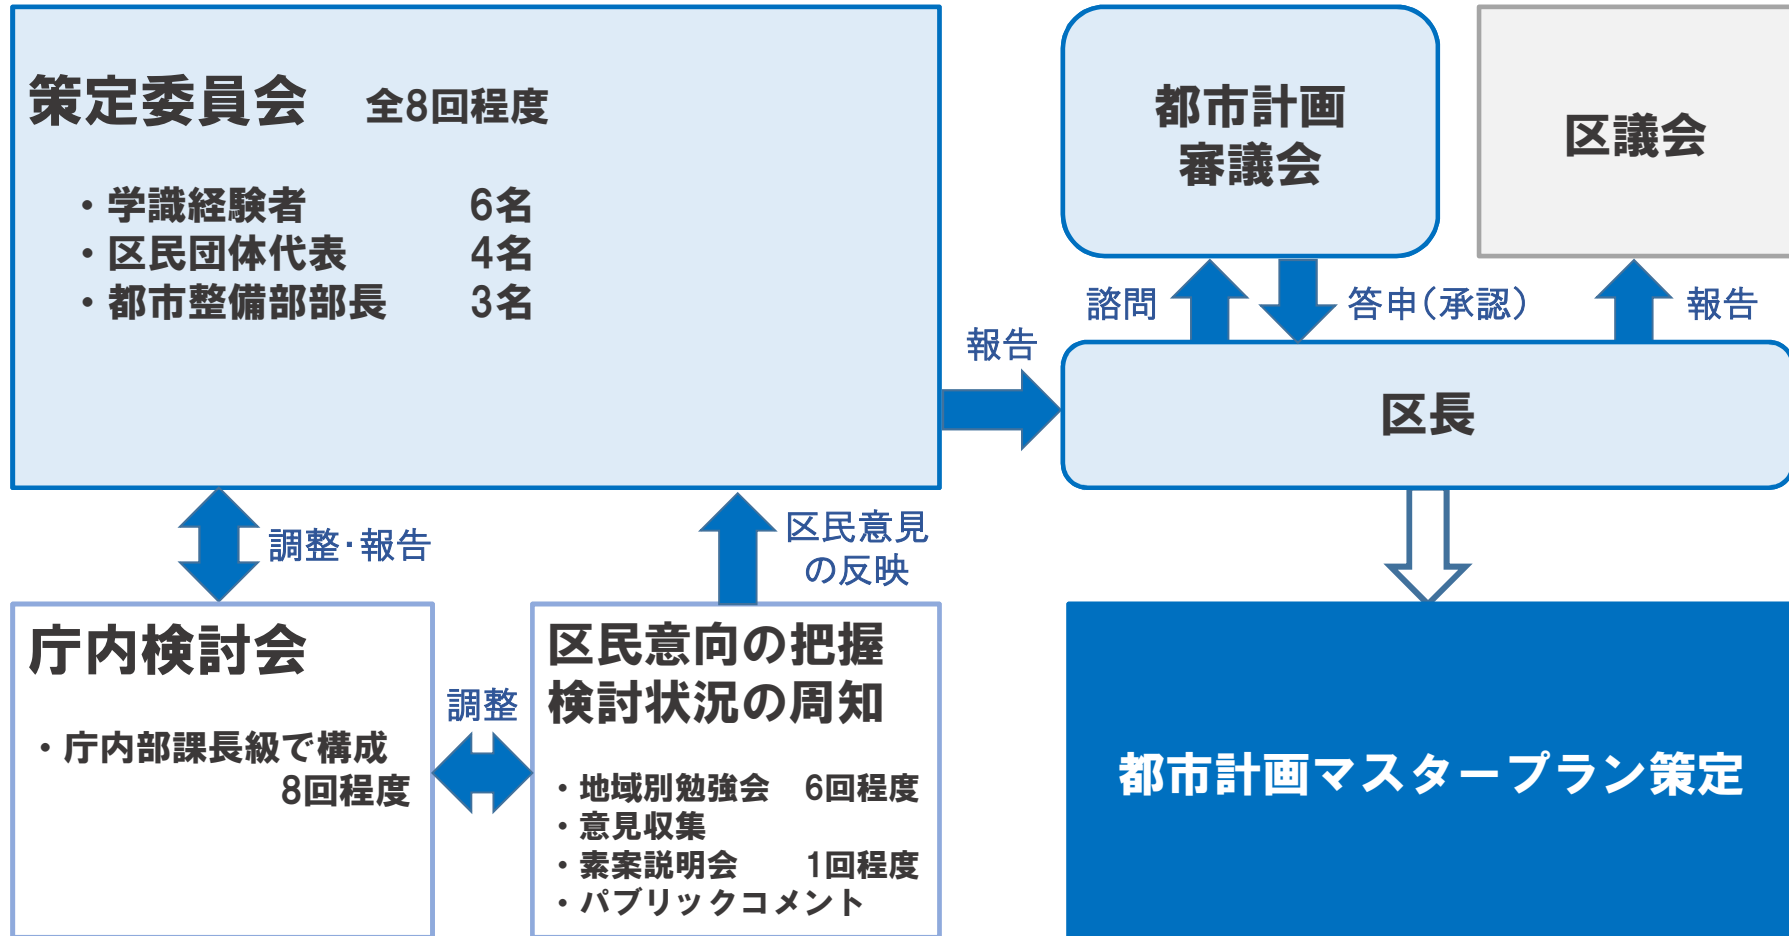 策定委員会 全8回程度
・学識経験者 6名
・区民団体代表 4名
・都市整備部部長 3名
都市計画
審議会
区議会
諮問
答申(承認)
報告
報告
区長
調整・報告
区民意見
の反映
庁内検討会
・庁内部課長級で構成
8回程度
調整
区民意向の把握
検討状況の周知
・地域別勉強会 6回程度
・意見収集
・素案説明会 1回程度
・パブリックコメント
都市計画マスタープラン策定